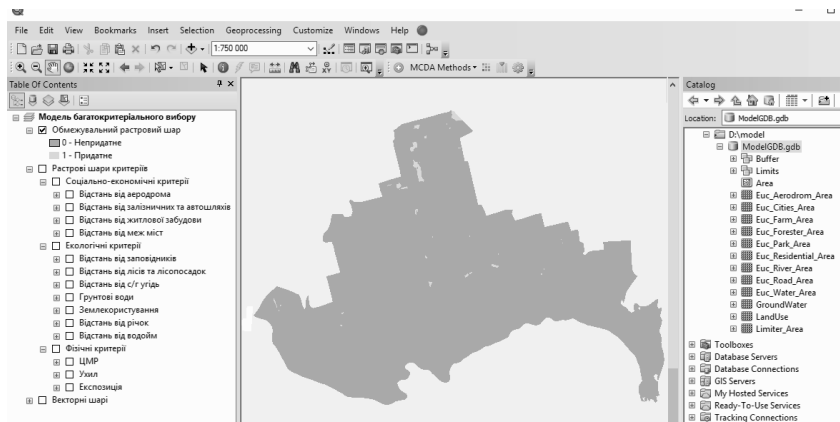 File Edit View Bookmarks Insert Selection Geoprocessing Customize Windows Help
1:750 000
MCDA Methods
Table Of Contents
Модель багатокритеріального вибору
Обмежувальний растровий шар
0 - Непридатне
1 - Придатне
Растрові шари критеріїв
Соціально-економічні критерії
Відстань від аеродрома
Відстань від залізничних та автошляхів
Відстань від житлової забудови
Відстань від меж міст
Екологічні критерії
Відстань від заповідників
Відстань від лісів та лісопосадок
Відстань від с/г угідь
Грунтові води
Землекористування
Відстань від річок
Відстань від водойм
Фізичні критерії
ЦМР
Ухил
Експозиція
Векторні шарі
Catalog
Location: ModelGDB.gdb
D:\model
ModelGDB.gdb
Buffer
Limits
Area
Euc_Aerodrom_Area
Euc_Cities_Area
Euc_Farm_Area
Euc_Forester_Area
Euc_Park_Area
Euc_Residential_Area
Euc_River_Area
Euc_Road_Area
Euc_Water_Area
GroundWater
LandUse
Limiter_Area
Toolboxes
Database Servers
Database Connections
GIS Servers
My Hosted Services
Ready-To-Use Services
Tracking Connections